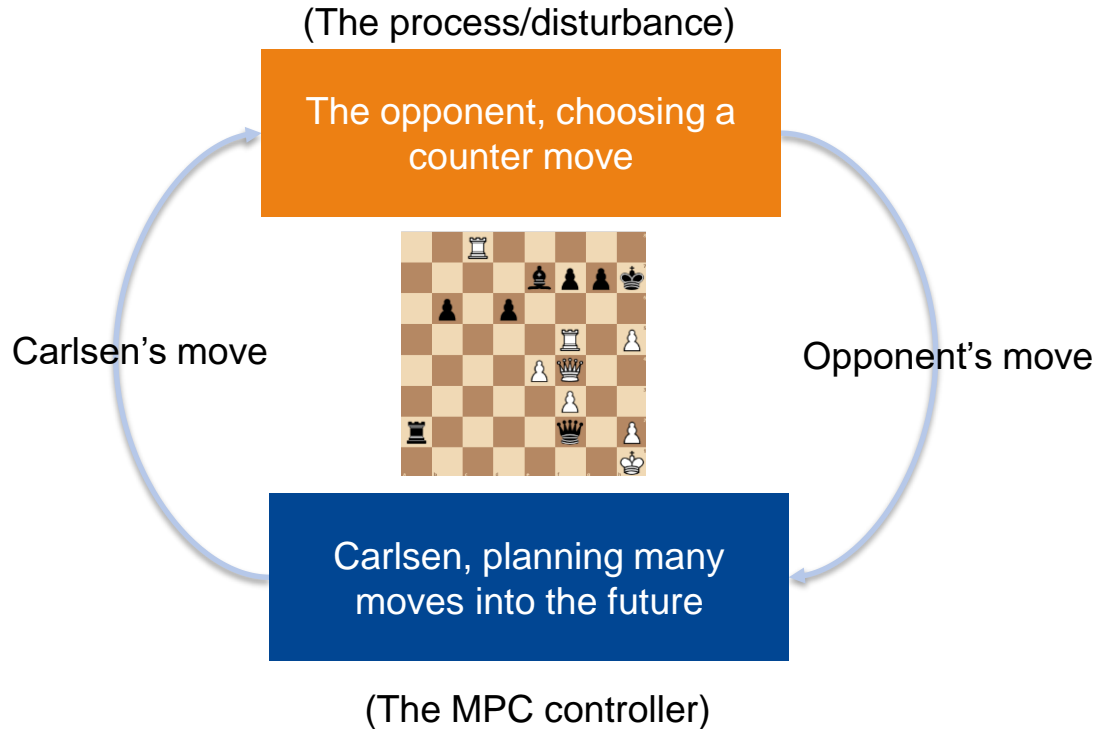 (The process/disturbance)
The opponent, choosing a
counter move
Carlsen’s move
Opponent’s move
Carlsen, planning many
moves into the future
(The MPC controller)